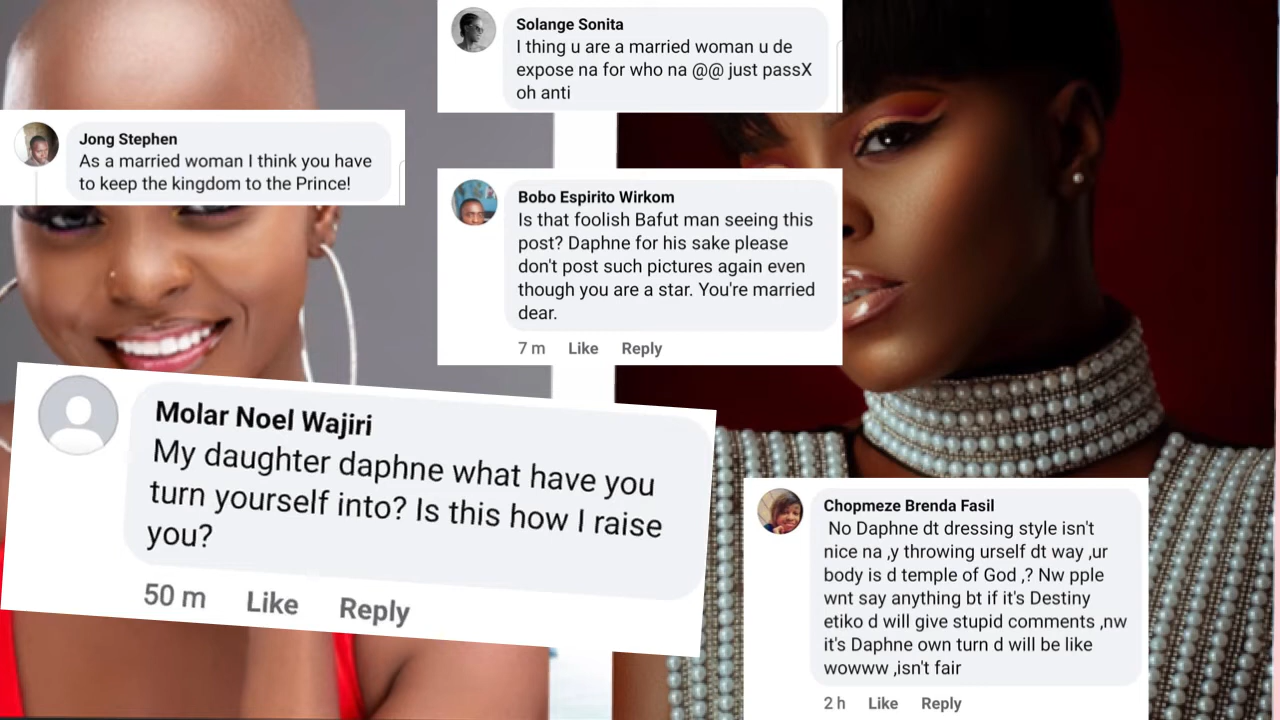 Solange Sonita
I thing u are a married woman u de
expose na for who na @@ just passX
oh anti
Jong Stephen
As a married woman I think you have
to keep the kingdom to the Prince!
Bobo Espirito Wirkom
Is that foolish Bafut man seeing this
post? Daphne for his sake please
don't post such pictures again even
though you are a star. You're married
dear.
7 m Like Reply
Molar Noel Wajiri
My daughter daphne what have you
turn yourself into? Is this how I raise
you?
50 m Like Reply
Chopmeze Brenda Fasil
No Daphne dt dressing style isn't
nice na ,y throwing urself dt way ,ur
body is d temple of God ,? Nw pple
wnt say anything bt if it's Destiny
etiko d will give stupid comments ,nw
it's Daphne own turn d will be like
wowww ,isn't fair
2 h Like Reply